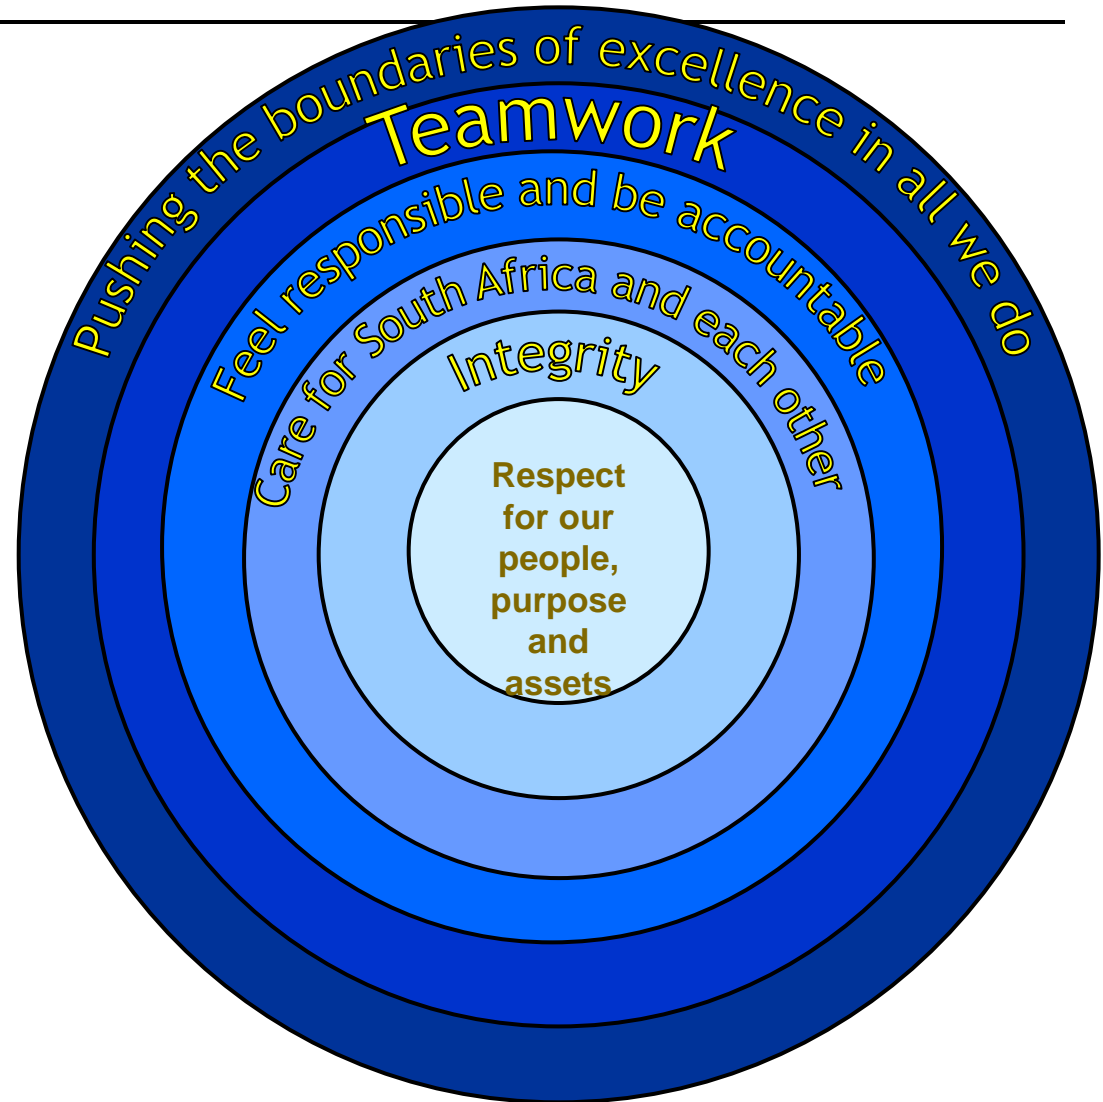 Pushing the boundaries of excellence in all we do
Teamwork
Feel responsible and be accountable
Care for South Africa and each other
Integrity
Respect
for our
people,
purpose
and
assets